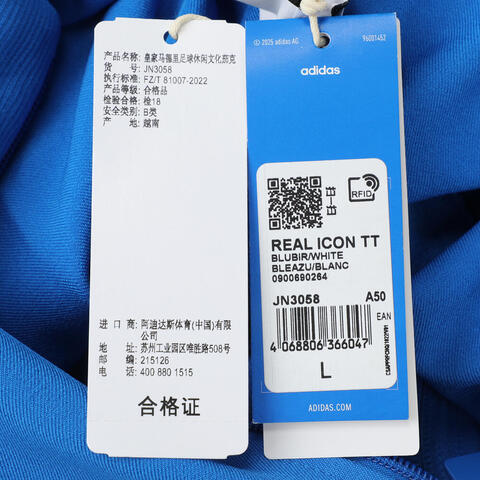 产品名称: 皇家马德里足球休闲文化茄克
货 号: JN3058
执行标准: FZ/T 81007-2022
产品等级: 合格品
检验合格: 检18
安全类别: B类
产 地: 越南
进 口 商: 阿迪达斯体育(中国)有限
公司
地 址: 苏州工业园区唯胜路508号
邮 编: 215126
电 话: 400 880 1515
合格证
© 2025 adidas AG
96001452
adidas
RFID
REAL ICON TT
BLUBIR/WHITE
BLEAZU/BLANC
0900690264
JN3058 A50
EAN
4 068806 366047
L
ADIDAS.COM